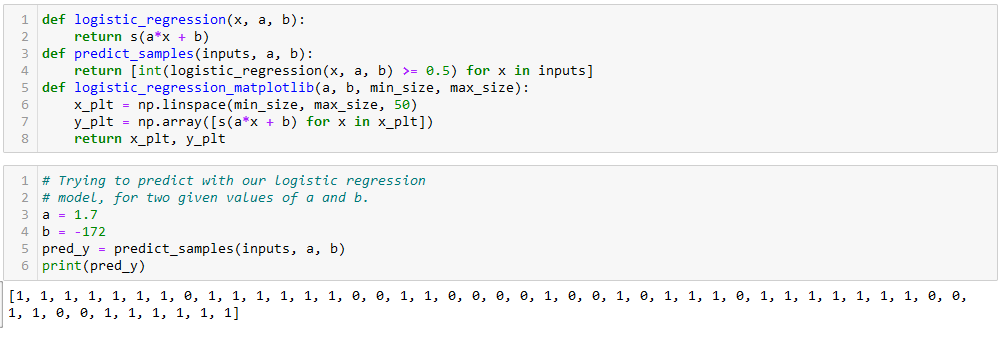 1 def logistic_regression(x, a, b):
2     return s(a*x + b)
3 def predict_samples(inputs, a, b):
4     return [int(logistic_regression(x, a, b) >= 0.5) for x in inputs]
5 def logistic_regression_matplotlib(a, b, min_size, max_size):
6     x_plt = np.linspace(min_size, max_size, 50)
7     y_plt = np.array([s(a*x + b) for x in x_plt])
8     return x_plt, y_plt
1 # Trying to predict with our logistic regression
2 # model, for two given values of a and b.
3 a = 1.7
4 b = -172
5 pred_y = predict_samples(inputs, a, b)
6 print(pred_y)
[1, 1, 1, 1, 1, 1, 1, 0, 1, 1, 1, 1, 1, 1, 0, 0, 1, 1, 0, 0, 0, 0, 1, 0, 0, 1, 0, 1, 1, 1, 0, 1, 1, 1, 1, 1, 1, 1, 0, 0,
1, 1, 0, 0, 1, 1, 1, 1, 1, 1]